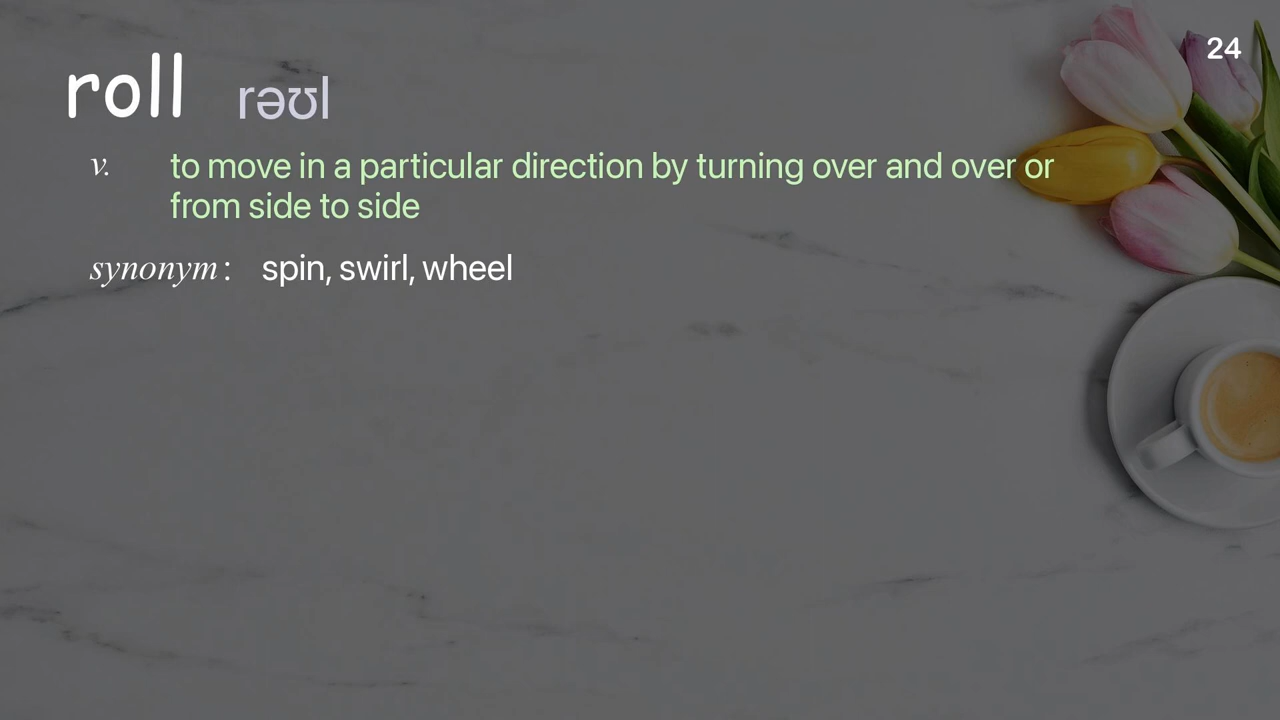 24
roll rəʊl
v. to move in a particular direction by turning over and over or
from side to side
synonym: spin, swirl, wheel